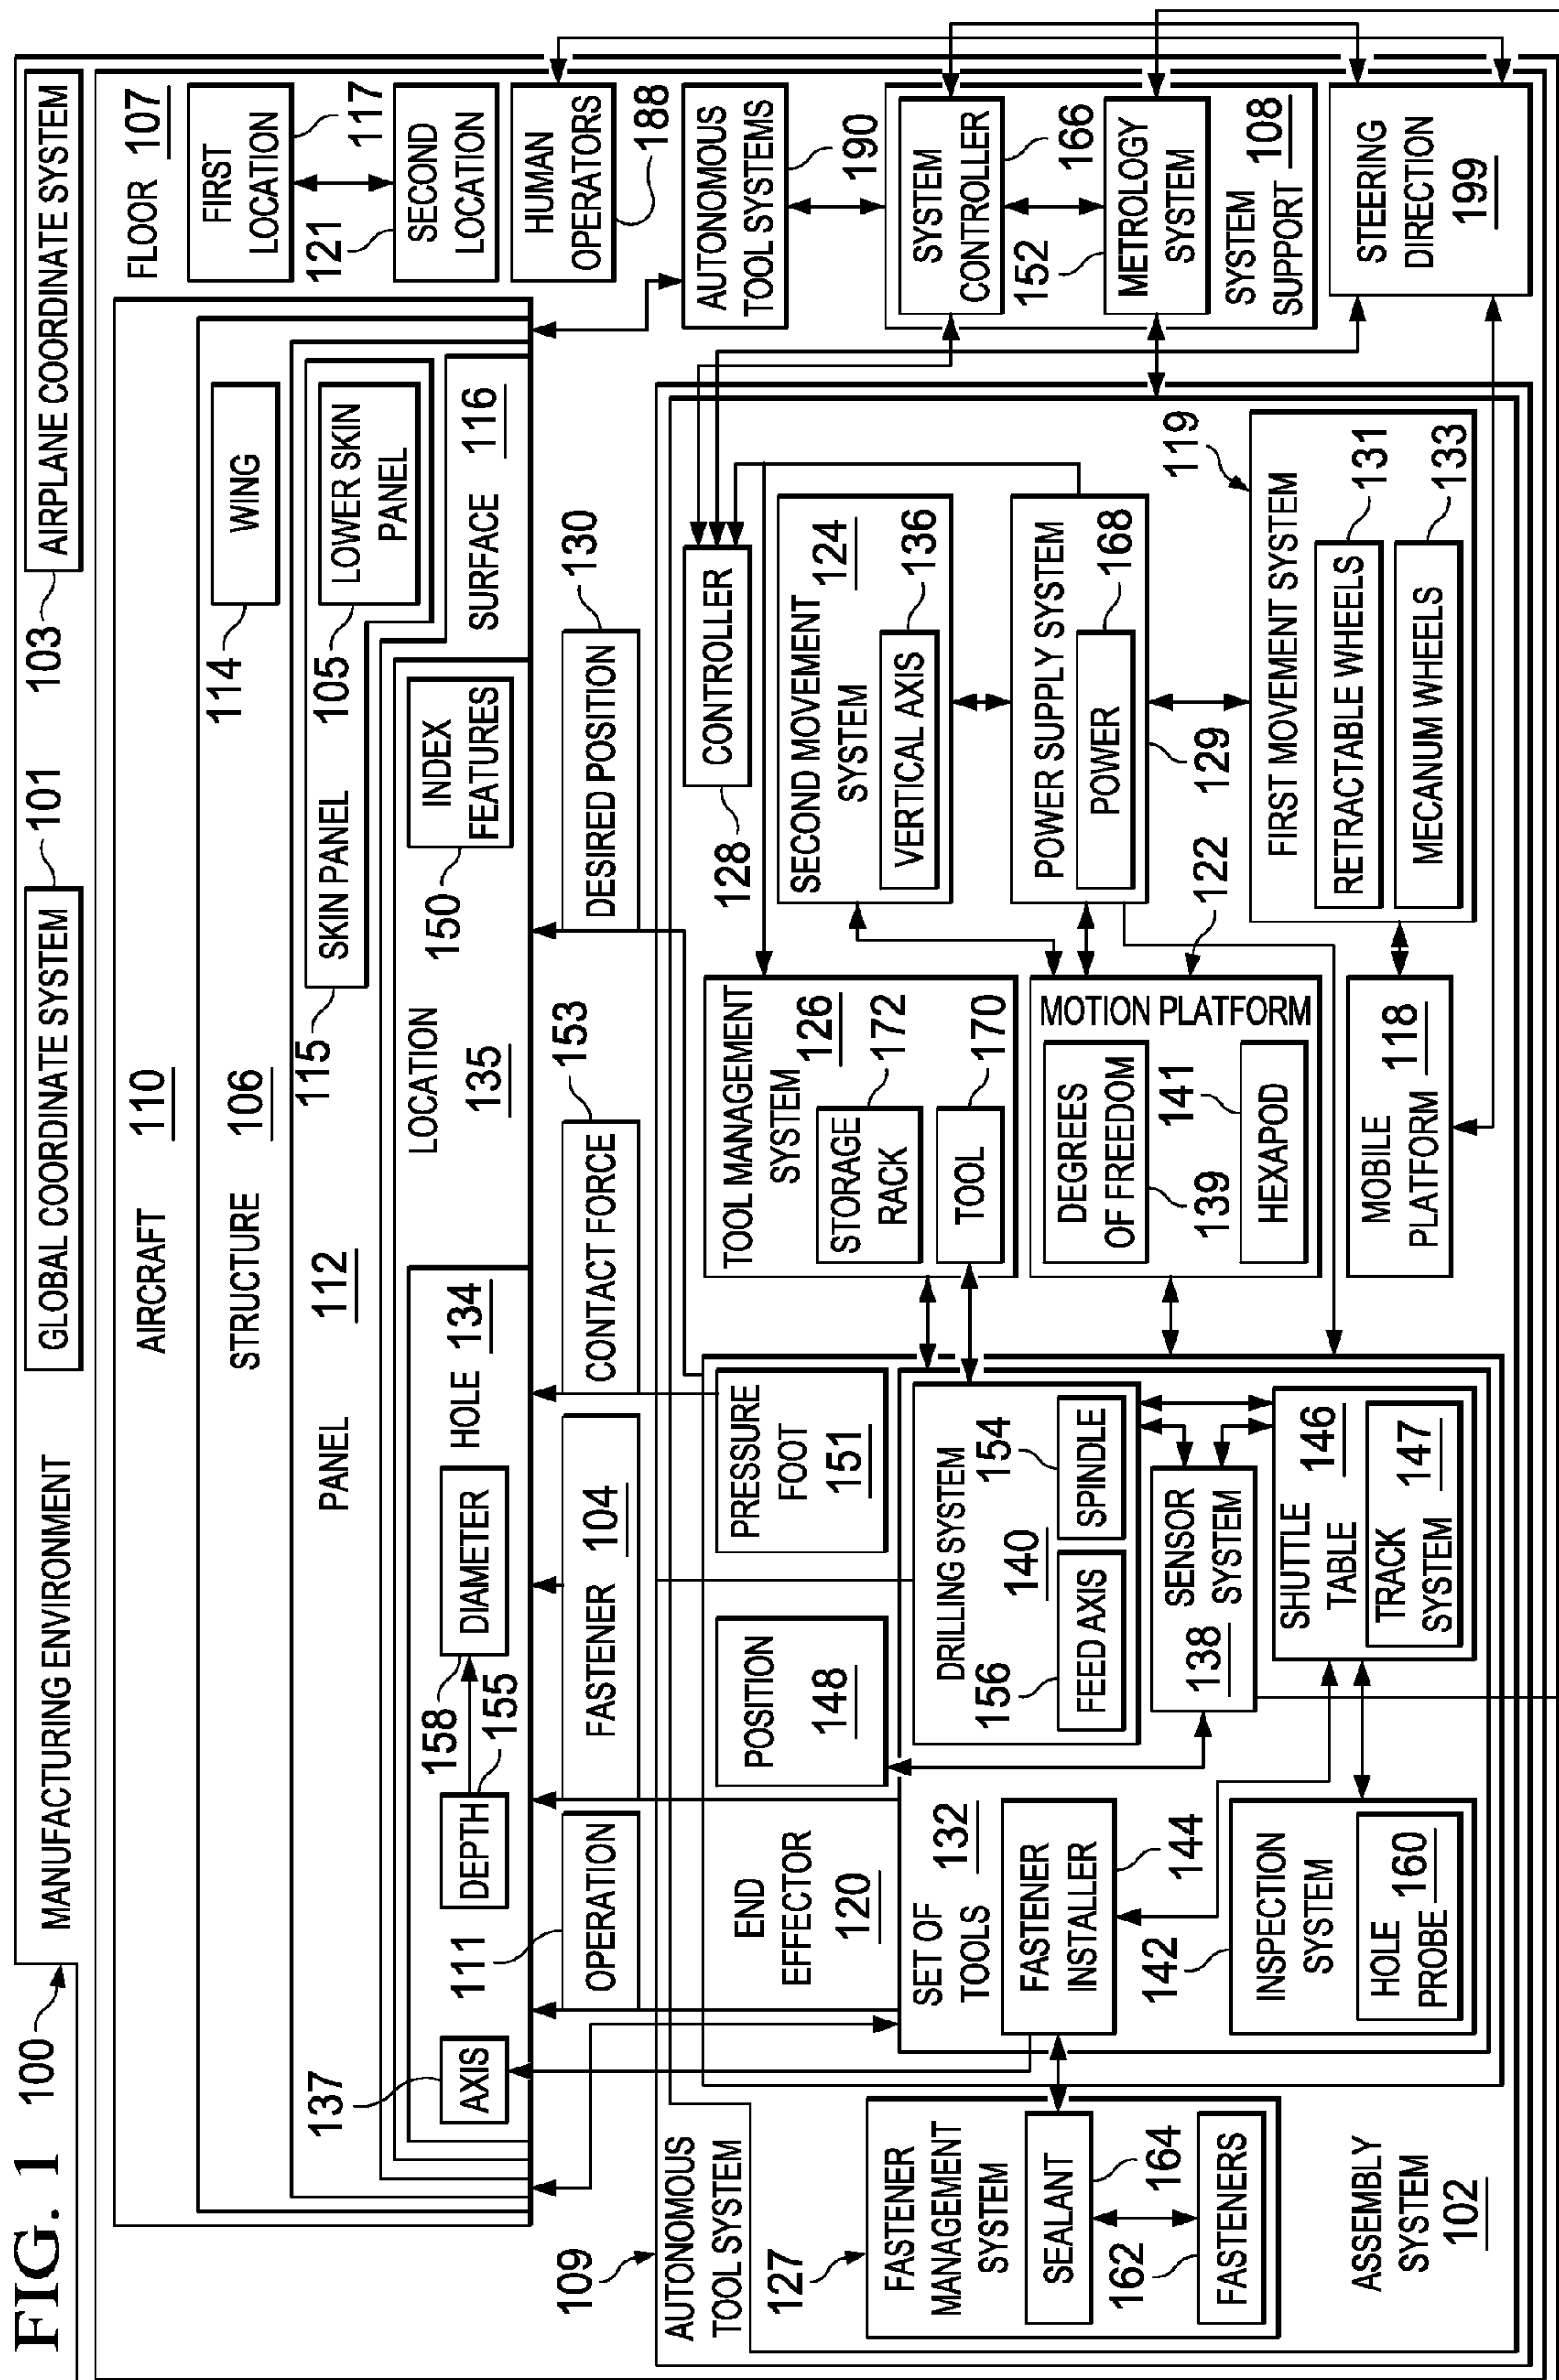 FIG. 1
100
MANUFACTURING ENVIRONMENT
GLOBAL COORDINATE SYSTEM
101
103
AIRPLANE COORDINATE SYSTEM
AIRCRAFT 110
FLOOR 107
FIRST
LOCATION
117
121
SECOND
LOCATION
HUMAN
OPERATORS
188
STRUCTURE 106
114
WING
PANEL 112
115
SKIN PANEL
105
LOWER SKIN
PANEL
SURFACE 116
LOCATION
135
150
INDEX
FEATURES
HOLE 134
137
AXIS
111
DEPTH
155
158
DIAMETER
OPERATION
FASTENER 104
CONTACT FORCE
153
DESIRED POSITION
130
AUTONOMOUS
TOOL SYSTEMS
190
109
AUTONOMOUS
TOOL SYSTEM
END
EFFECTOR
120
POSITION
148
PRESSURE
FOOT
151
TOOL MANAGEMENT
SYSTEM 126
STORAGE
RACK
172
TOOL
170
128
CONTROLLER
SYSTEM
CONTROLLER
166
152
METROLOGY
SYSTEM
SYSTEM
SUPPORT 108
127
FASTENER
MANAGEMENT
SYSTEM
SEALANT
164
162
FASTENERS
SET OF
TOOLS 132
FASTENER
INSTALLER
144
142
INSPECTION
SYSTEM
HOLE
PROBE 160
DRILLING SYSTEM
140
156
FEED AXIS
154
SPINDLE
SENSOR
SYSTEM
138
SHUTTLE
TABLE 146
TRACK
SYSTEM 147
MOTION PLATFORM
122
DEGREES
OF FREEDOM
139
141
HEXAPOD
SECOND MOVEMENT
SYSTEM 124
VERTICAL AXIS
136
POWER SUPPLY SYSTEM
POWER
168
129
119
FIRST MOVEMENT SYSTEM
RETRACTABLE WHEELS
131
MECANUM WHEELS
133
MOBILE
PLATFORM 118
STEERING
DIRECTION
199
ASSEMBLY
SYSTEM
102